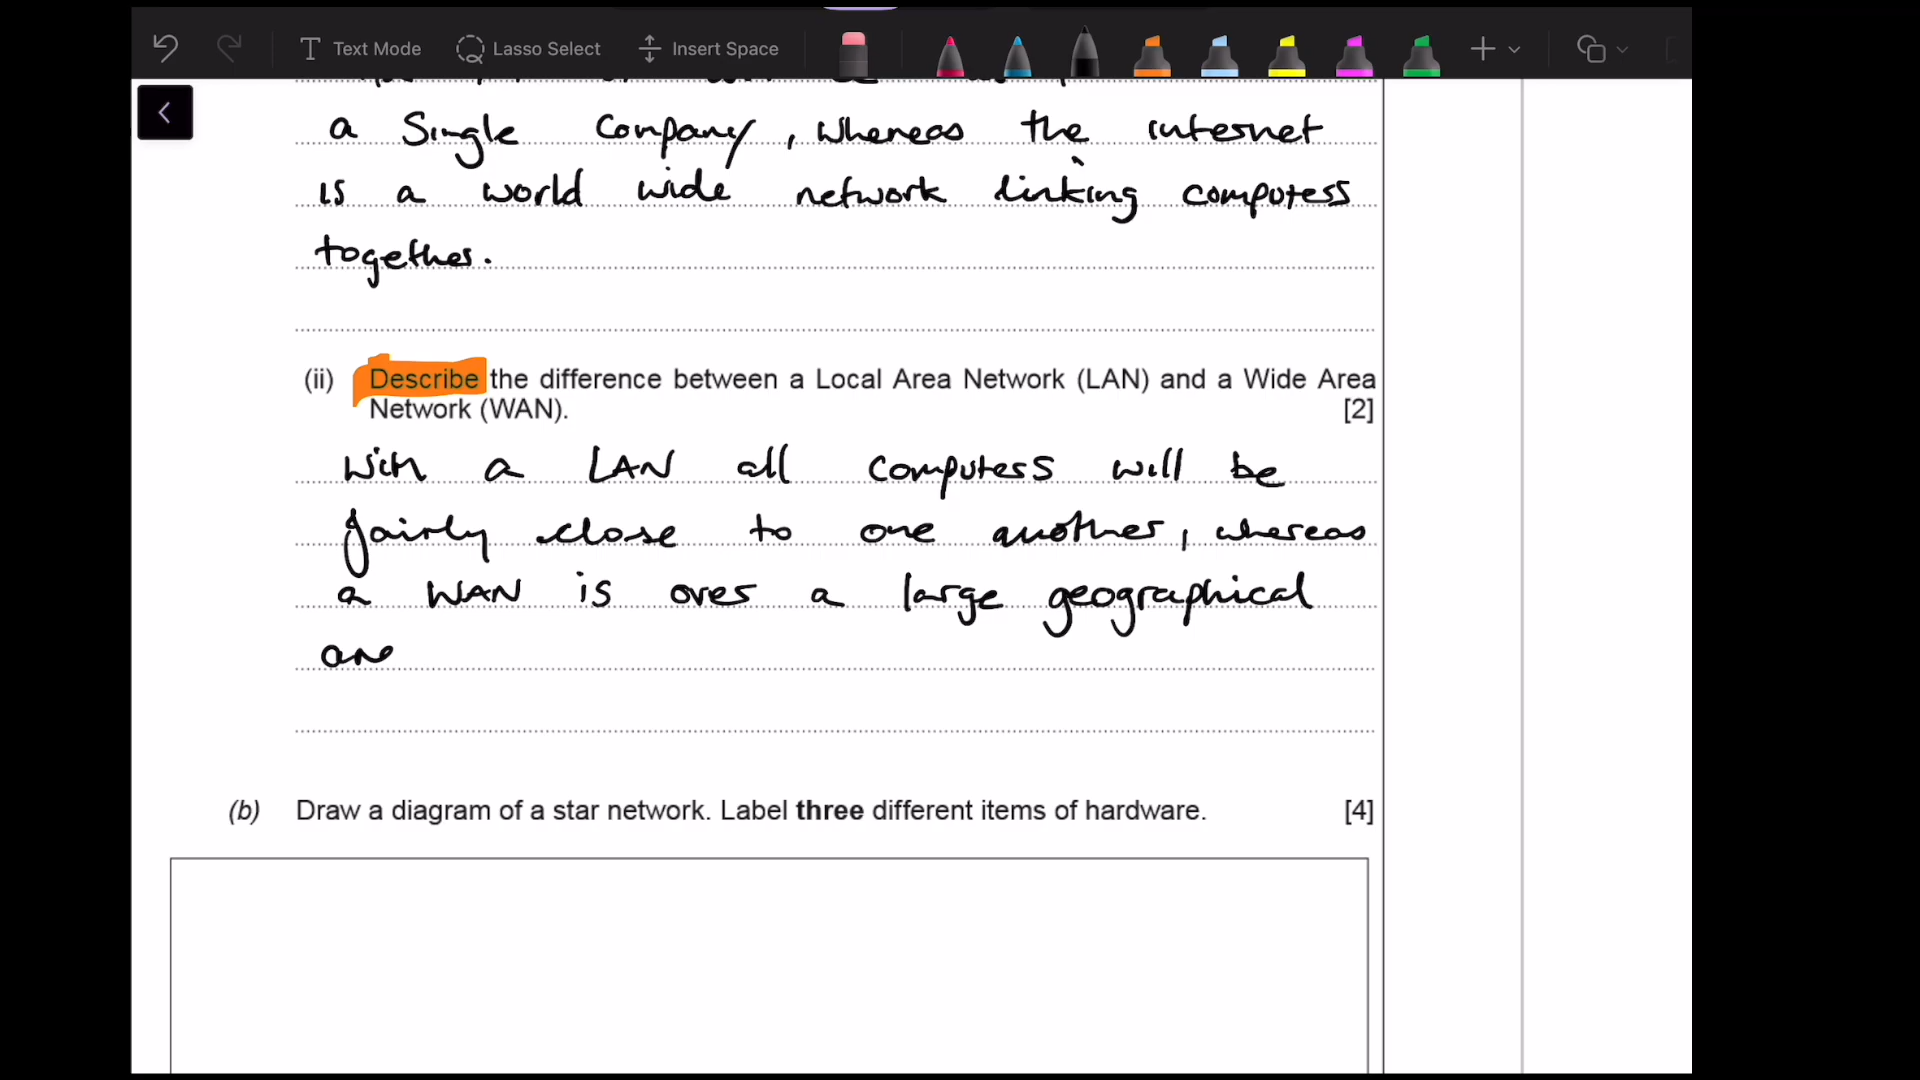 Text Mode Lasso Select Insert Space
a Single Company, whereas the internet
is a world wide network linking computers
together.
(ii) Describe the difference between a Local Area Network (LAN) and a Wide Area
Network (WAN). [2]
With a LAN all computers will be
fairly close to one another, whereas
a WAN is over a large geographical
are
(b) Draw a diagram of a star network. Label three different items of hardware. [4]